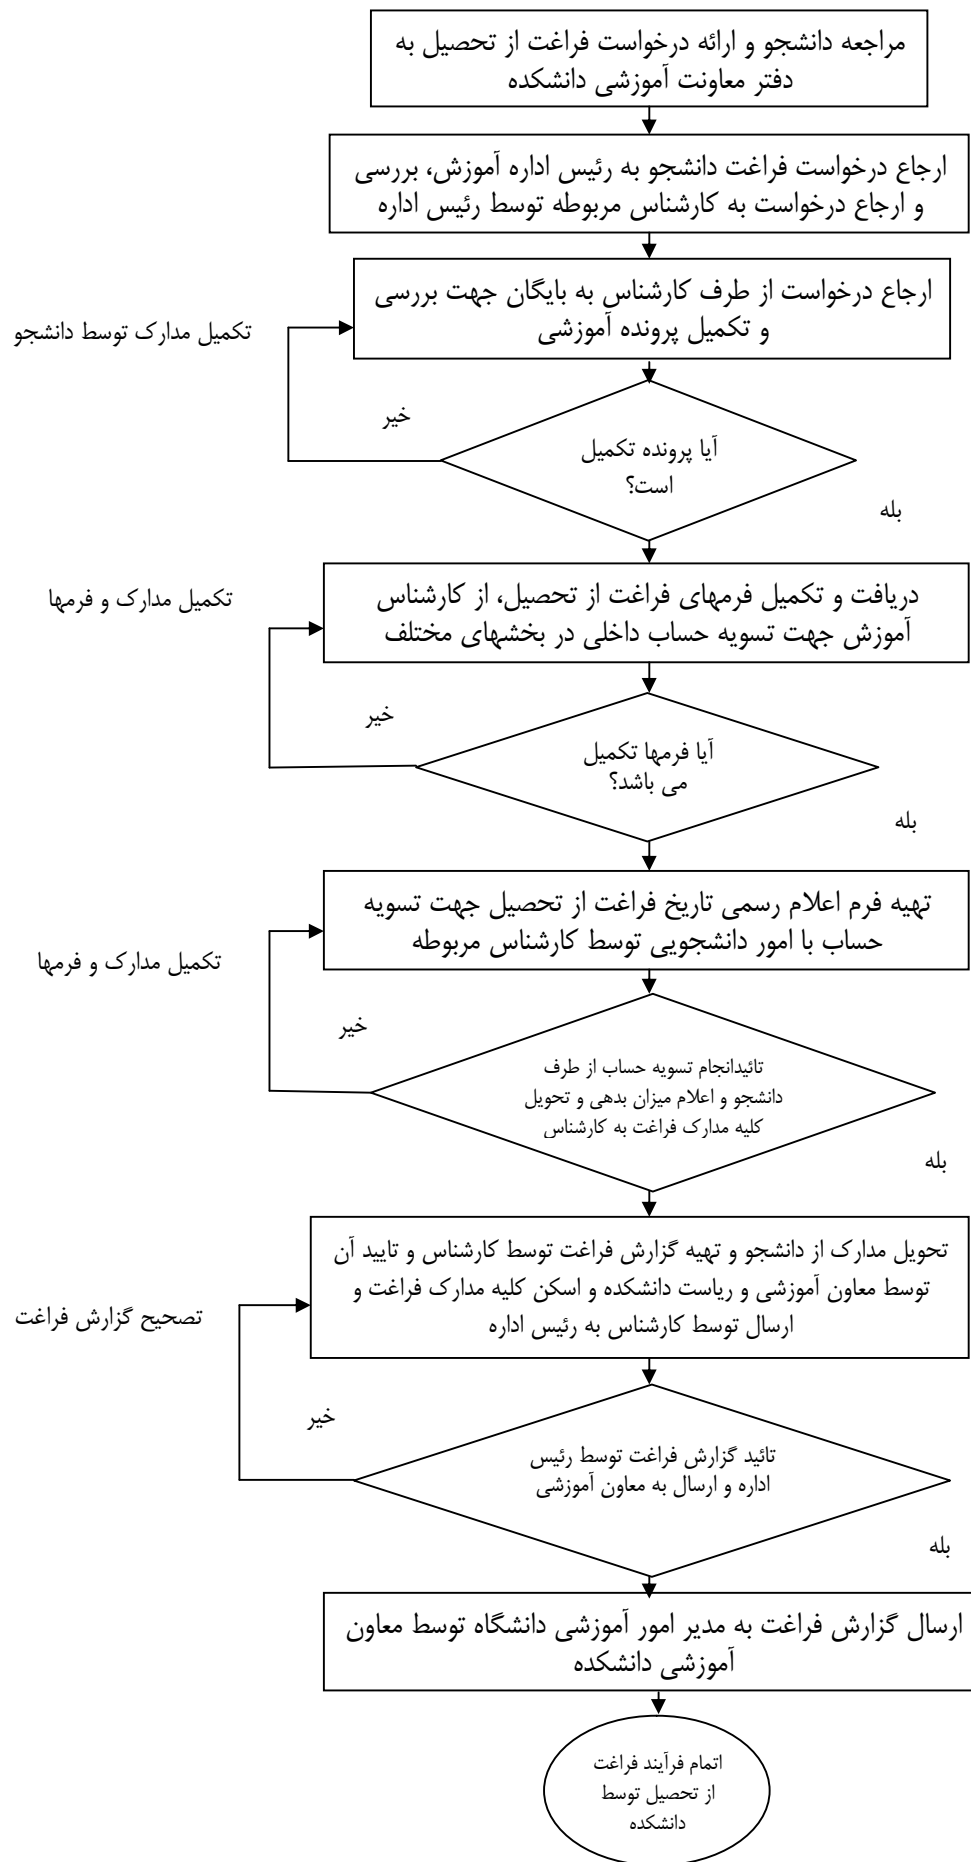 مراجعه دانشجو و ارائه درخواست فراغت از تحصیل به
دفتر معاونت آموزشی دانشکده
ارجاع درخواست فراغت دانشجو به رئیس اداره آموزش، بررسی
و ارجاع درخواست به کارشناس مربوطه توسط رئیس اداره
ارجاع درخواست از طرف کارشناس به بایگان جهت بررسی
و تکمیل پرونده آموزشی
تکمیل مدارک توسط دانشجو
خیر
آیا پرونده تکمیل
است؟
بله
دریافت و تکمیل فرمهای فراغت از تحصیل، از کارشناس
آموزش جهت تسویه حساب داخلی در بخشهای مختلف
تکمیل مدارک و فرمها
خیر
آیا فرمها تکمیل
می باشد؟
بله
تهیه فرم اعلام رسمی تاریخ فراغت از تحصیل جهت تسویه
حساب با امور دانشجویی توسط کارشناس مربوطه
تکمیل مدارک و فرمها
خیر
تائیدانجام تسویه حساب از طرف
دانشجو و اعلام میزان بدهی و تحویل
کلیه مدارک فراغت به کارشناس
بله
تحویل مدارک از دانشجو و تهیه گزارش فراغت توسط کارشناس و تایید آن
توسط معاون آموزشی و ریاست دانشکده و اسکن کلیه مدارک فراغت و
ارسال توسط کارشناس به رئیس اداره
تصحیح گزارش فراغت
خیر
تائید گزارش فراغت توسط رئیس
اداره و ارسال به معاون آموزشی
بله
ارسال گزارش فراغت به مدیر امور آموزشی دانشگاه توسط معاون
آموزشی دانشکده
اتمام فرآیند فراغت
از تحصیل توسط
دانشکده